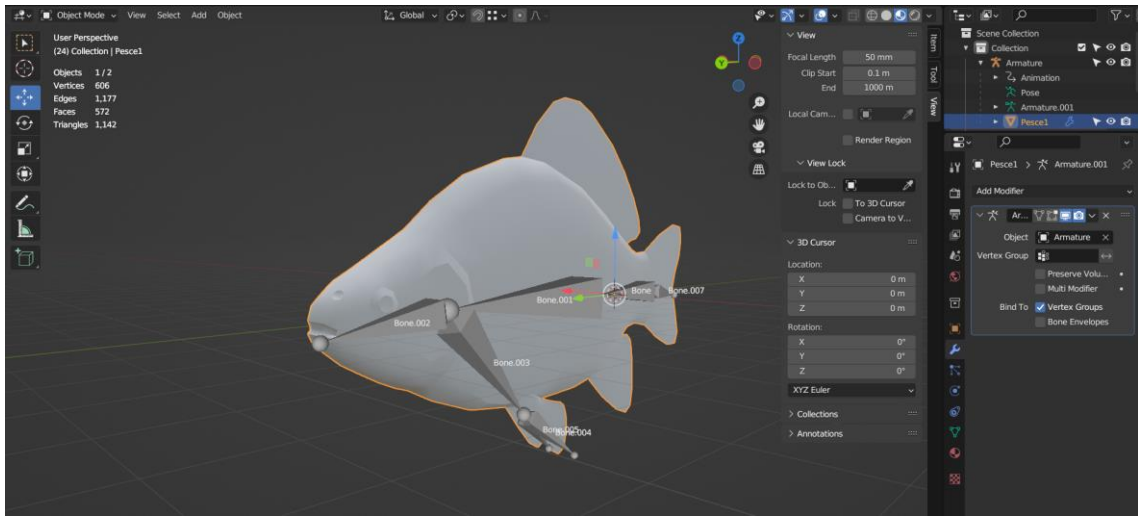 Object Mode View Select Add Object Global
User Perspective
(24) Collection | Pesce1
Objects 1 / 2
Vertices 606
Edges 1,177
Faces 572
Triangles 1,142
Z
Y
Bone.002
Bone.001
Bone
Bone.007
Bone.003
Bone.005
Bone.004
View
Focal Length 50 mm
Clip Start 0.1 m
End 1000 m
Local Cam...
Render Region
View Lock
Lock to Ob...
Lock To 3D Cursor
Camera to V...
3D Cursor
Location:
X 0 m
Y 0 m
Z 0 m
Rotation:
X 0°
Y 0°
Z 0°
XYZ Euler
Collections
Annotations
Item
Tool
View
Scene Collection
Collection
Armature
Animation
Pose
Armature.001
Pesce1
Pesce1 > Armature.001
Add Modifier
Ar...
Object Armature
Vertex Group
Preserve Volu...
Multi Modifier
Bind To Vertex Groups
Bone Envelopes